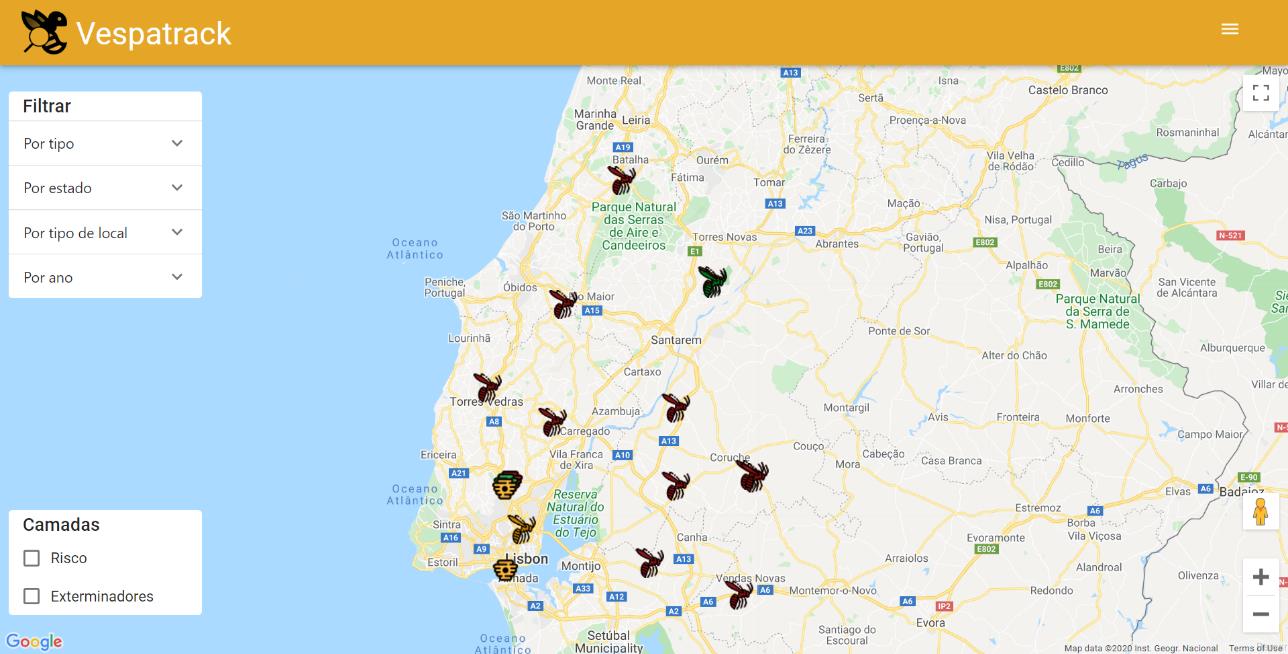 Vespatrack
Filtrar
Por tipo
Por estado
Por tipo de local
Por ano
Camadas
Risco
Exterminadores
Google
Monte Real
A13
E802
Isna
Castelo Branco
Sertã
Marinha
Grande
Leiria
Proença-a-Nova
Rosmaninhal
Alcántar
Ferreira
do Zêzere
A19
Batalha
Ourém
Vila Velha
de Ródão
Cedillo
Tagus
Fátima
Tomar
Carbajo
A13
Mação
Parque Natural
das Serras
de Aire e
Candeeiros
São Martinho
do Porto
Nisa, Portugal
A23
Torres Novas
Abrantes
Gavião,
Portugal
E802
N-521
Oceano
Atlântico
E1
Beira
Alpalhão
Marvão
Peniche,
Portugal
Óbidos
Rio Maior
A15
E802
San Vicente
de Alcántara
Parque Natural
da Serra de
S. Mamede
Ponte de Sor
Lourinhã
Santarem
Alter do Chão
Alburquerque
Cartaxo
Arronches
Villar de
Torres Vedras
Azambuja
Montargil
Avis
Fronteira
Monforte
A8
Carregado
A13
Campo Maior
Ericeira
Vila Franca
de Xira
A10
Coruche
Couço
Mora
Cabeção
Casa Branca
A21
E-90
Oceano
Atlântico
Reserva
Natural do
Estuário
do Tejo
Elvas
A6
Badajoz
Estremoz
A6
Borba
Vila Viçosa
Sintra
A16
A9
Canha
Evoramonte
E802
Lisbon
Estoril
Montijo
A13
Arraiolos
Alandroal
Vendas Novas
A6
Montemor-o-Novo
Olivenza
A33
A12
A2
A2
A6
A6
IP2
Redondo
Evora
Setúbal
Municipality
Santiago do
Escoural
Oceano
Atlântico
Map data ©2020 Inst. Geogr. Nacional
Terms of Use